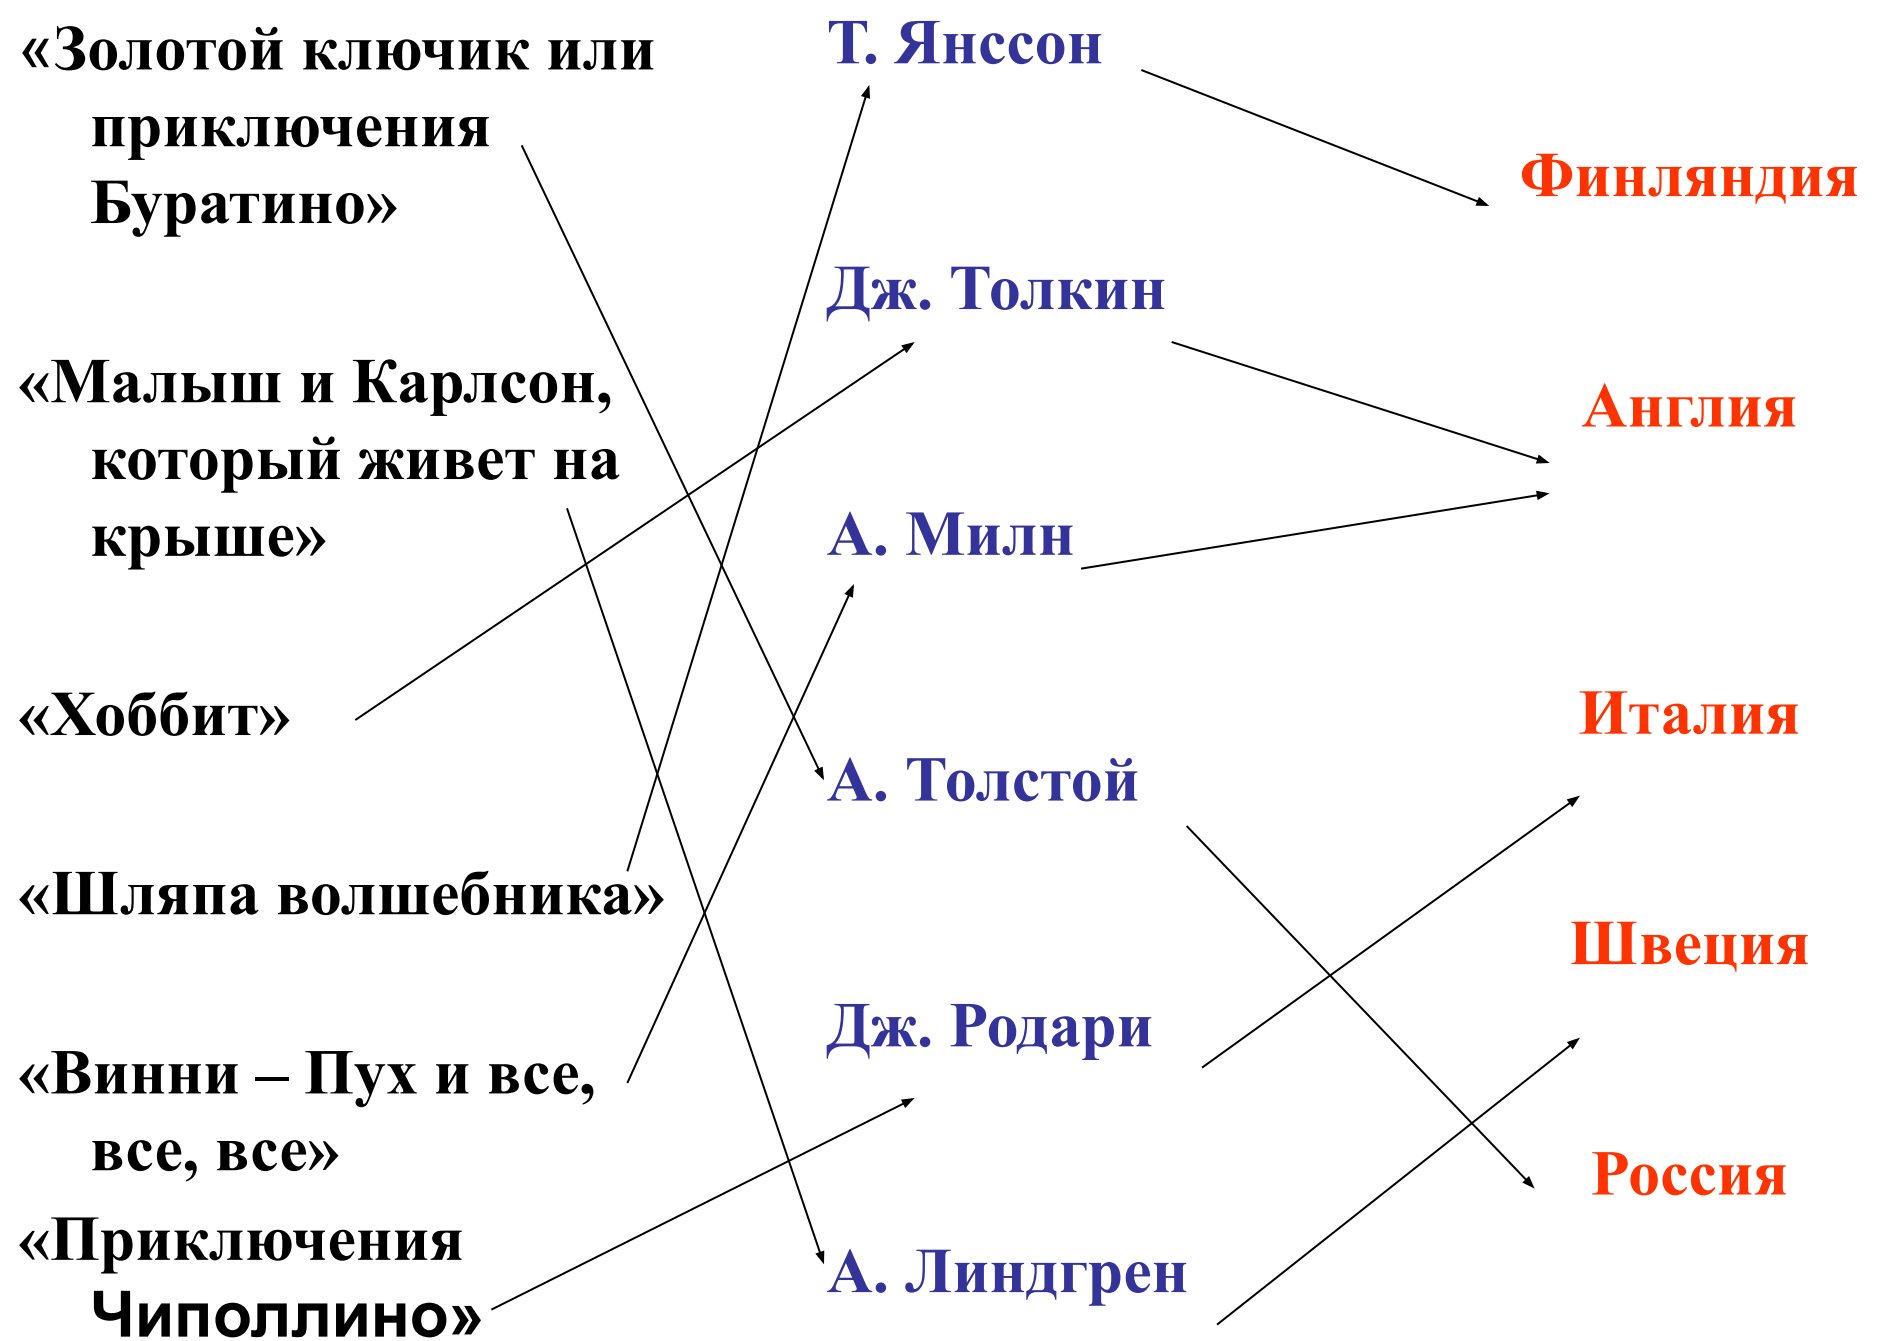 «Золотой ключик или
приключения
Буратино»
«Малыш и Карлсон,
который живет на
крыше»
«Хоббит»
«Шляпа волшебника»
«Винни – Пух и все,
все, все»
«Приключения
Чиполлино»
Т. Янссон
Дж. Толкин
А. Милн
А. Толстой
Дж. Родари
А. Линдгрен
Финляндия
Англия
Италия
Швеция
Россия